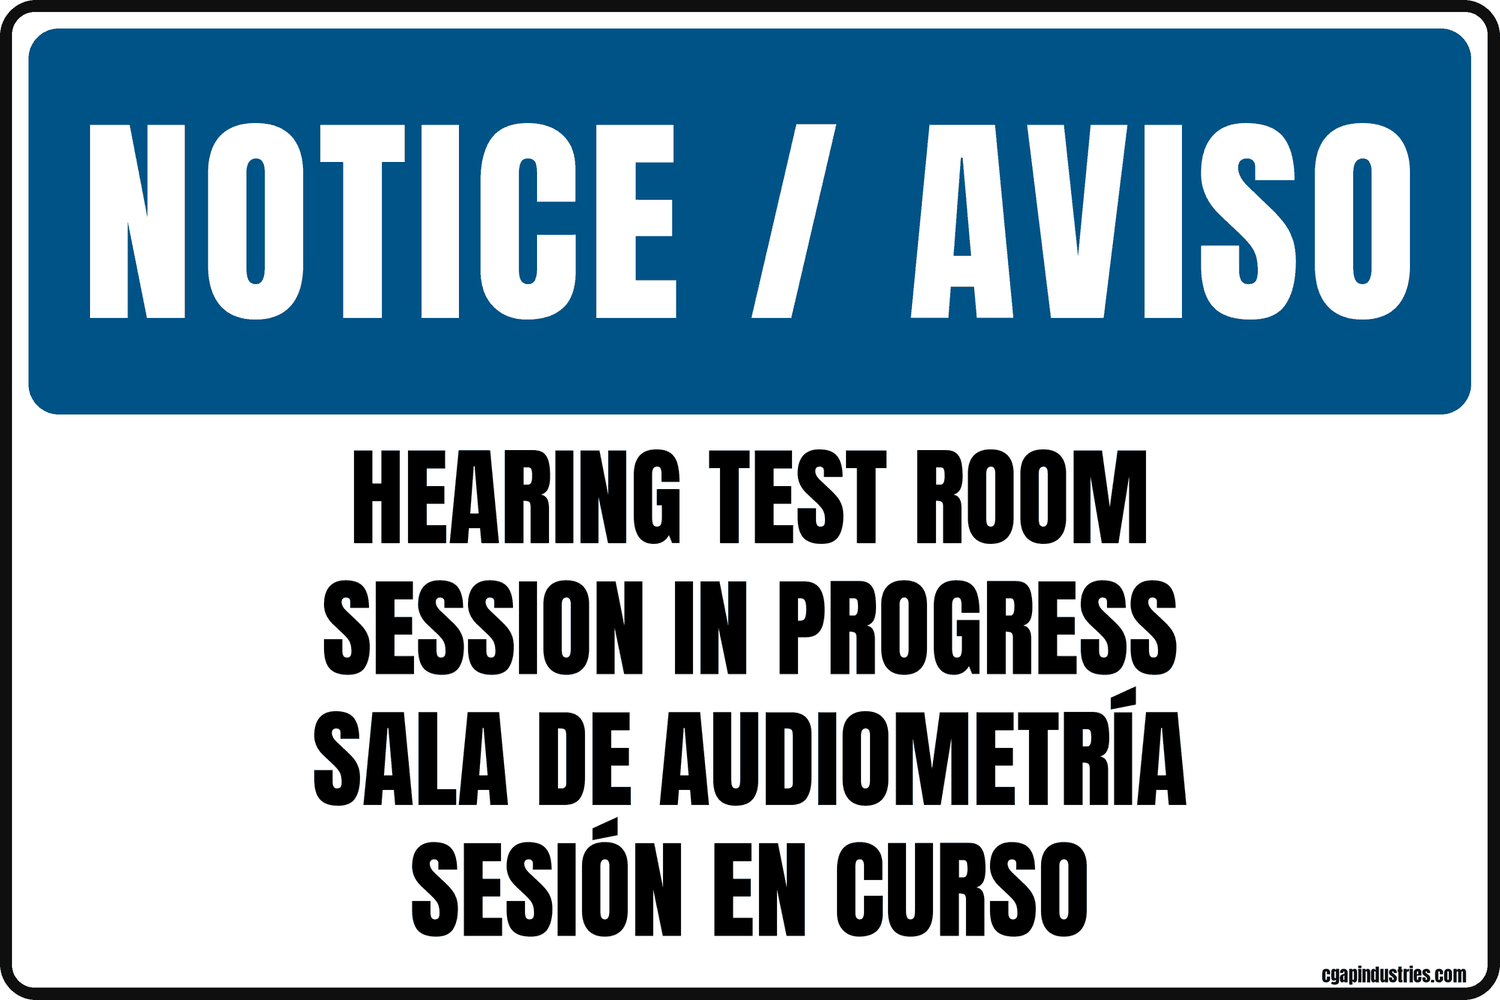 NOTICE / AVISO
HEARING TEST ROOM
SESSION IN PROGRESS
SALA DE AUDIOMETRÍA
SESIÓN EN CURSO
cgapindustries.com